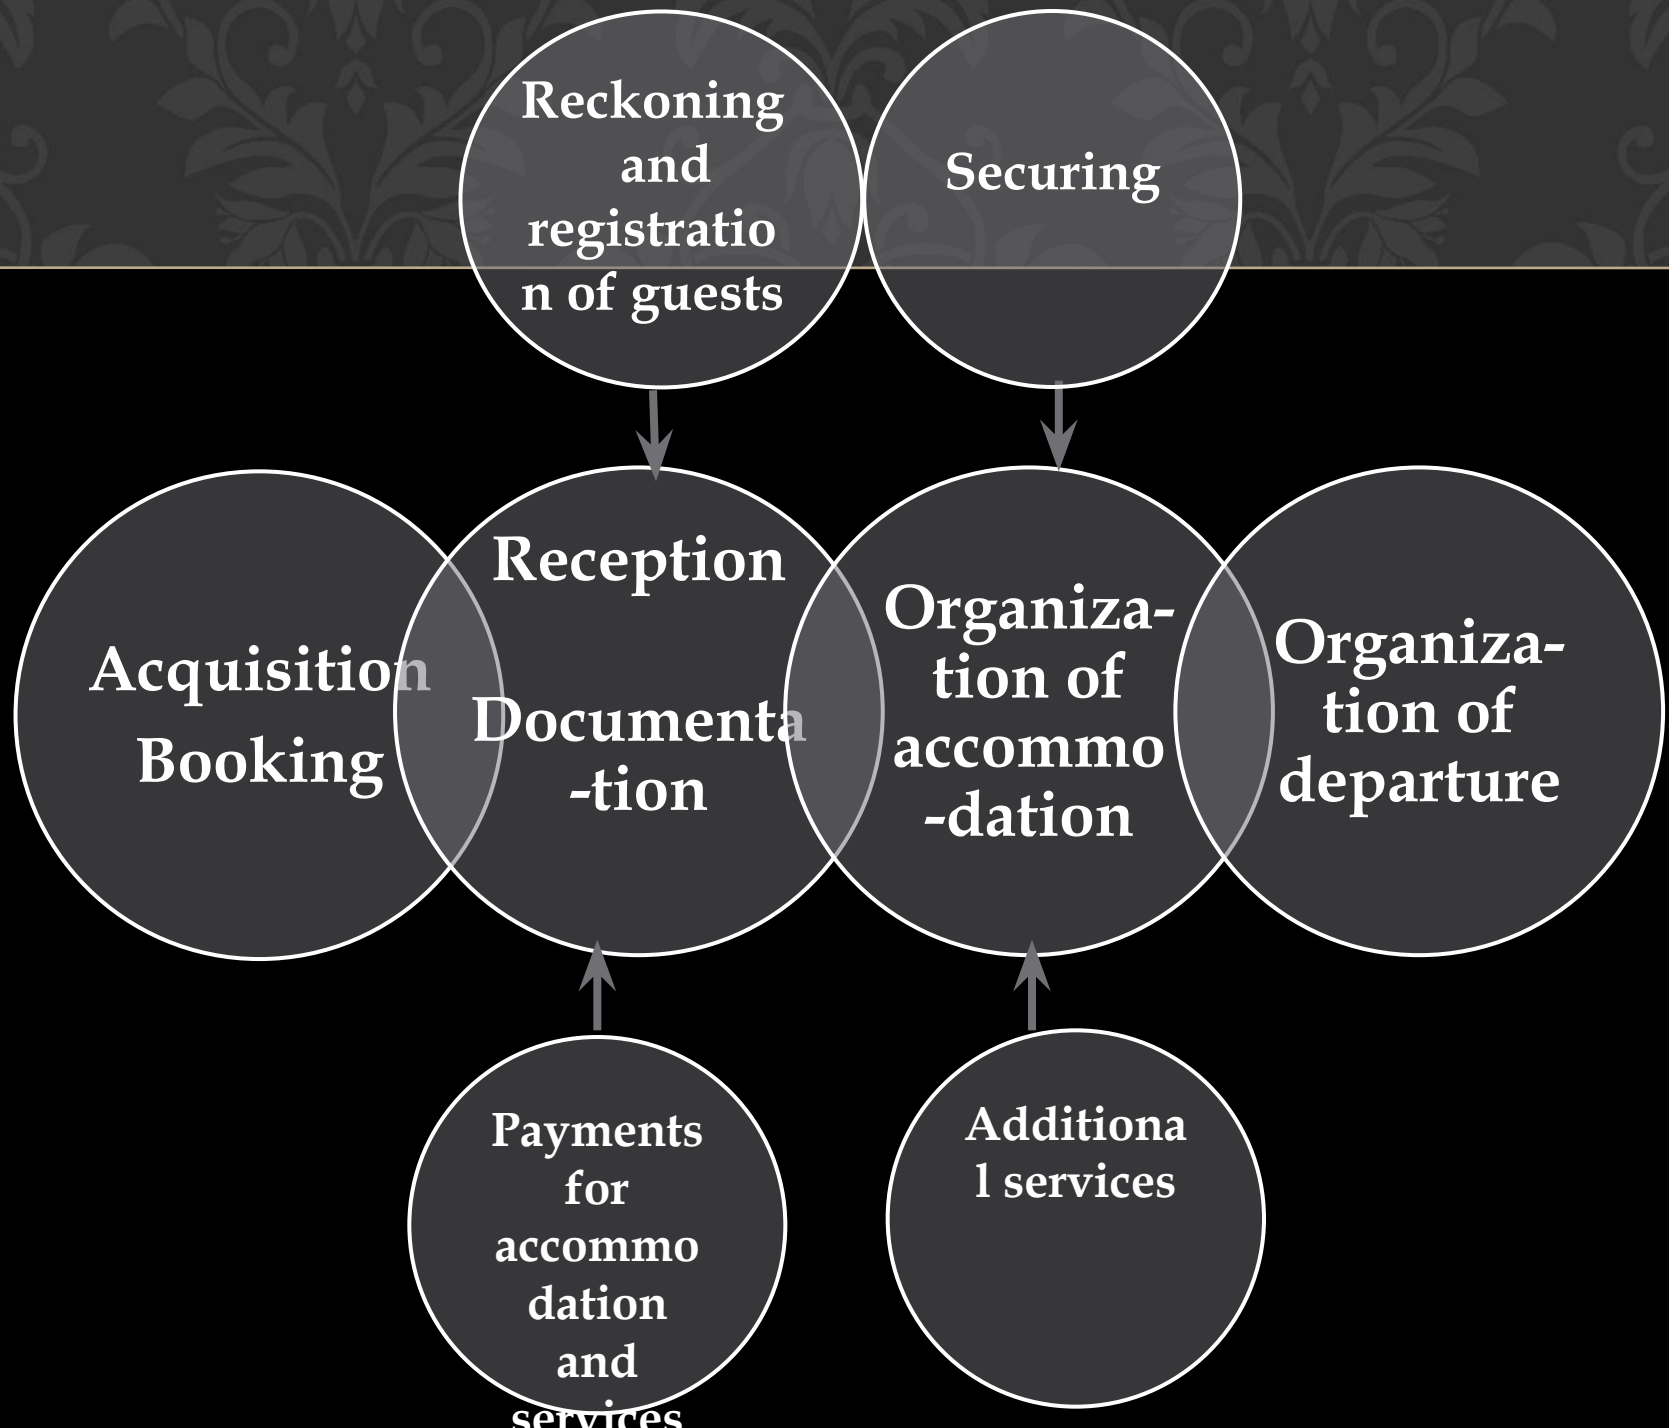 Reckoning
and
registratio
n of guests
Securing
Acquisition
Booking
Reception
Documenta
-tion
Organiza-
tion of
accommo
-dation
Organiza-
tion of
departure
Payments
for
accommo
dation
and
services
Additiona
l services